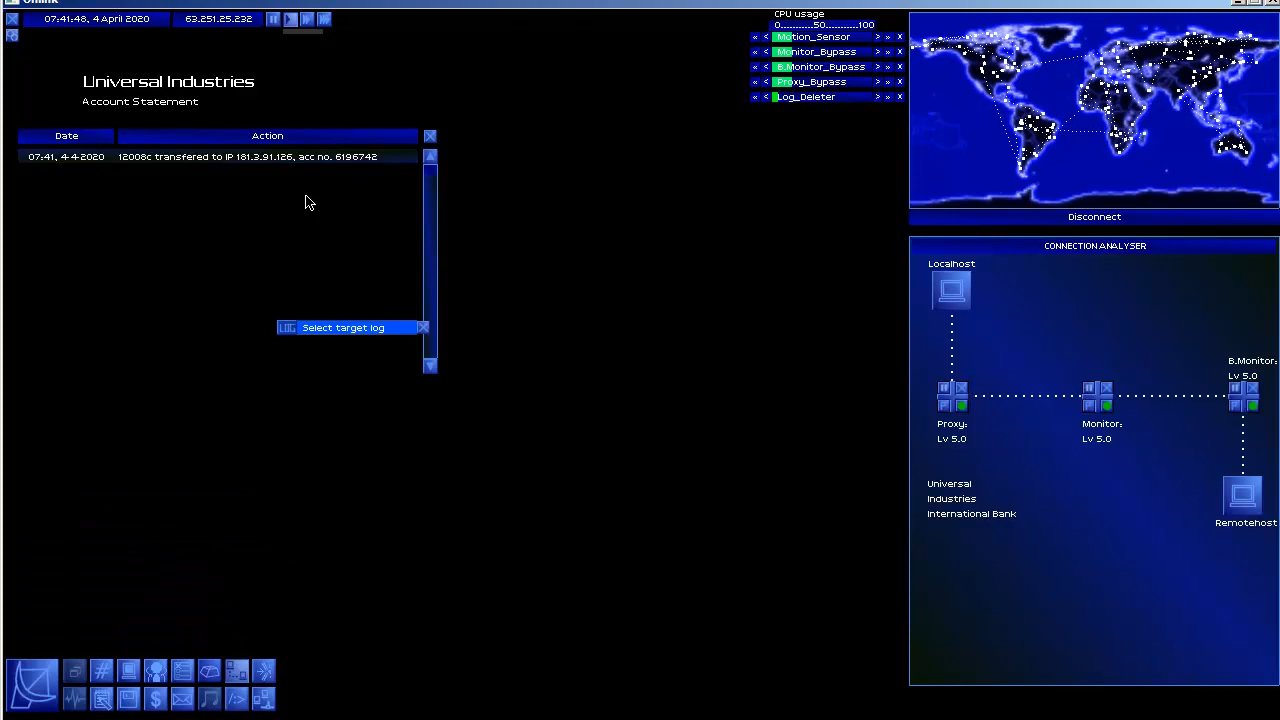 07:41:48, 4 April 2020
63.251.25.232
CPU usage
0......50..........100
Motion_Sensor
Monitor_Bypass
B.Monitor_Bypass
Proxy_Bypass
Log_Deleter
Universal Industries
Account Statement
Date
Action
07:41, 4-4-2020
12008c transfered to IP 181.3.91.126, acc no. 6196742
LOG
Select target log
Disconnect
CONNECTION ANALYSER
Localhost
B.Monitor:
Lv 5.0
Proxy:
Lv 5.0
Monitor:
Lv 5.0
Universal
Industries
International Bank
Remotehost